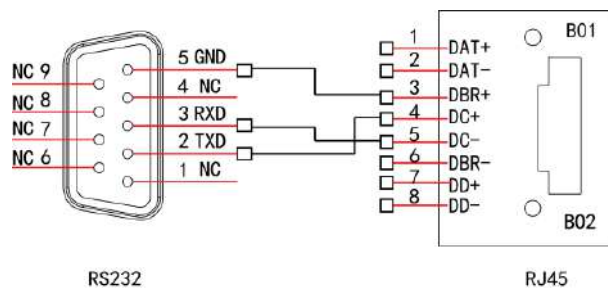 NC 9
NC 8
NC 7
NC 6
5 GND
4 NC
3 RXD
2 TXD
1 NC
RS232
1 DAT+
2 DAT-
3 DBR+
4 DC+
5 DC-
6 DBR-
7 DD+
8 DD-
B01
B02
RJ45